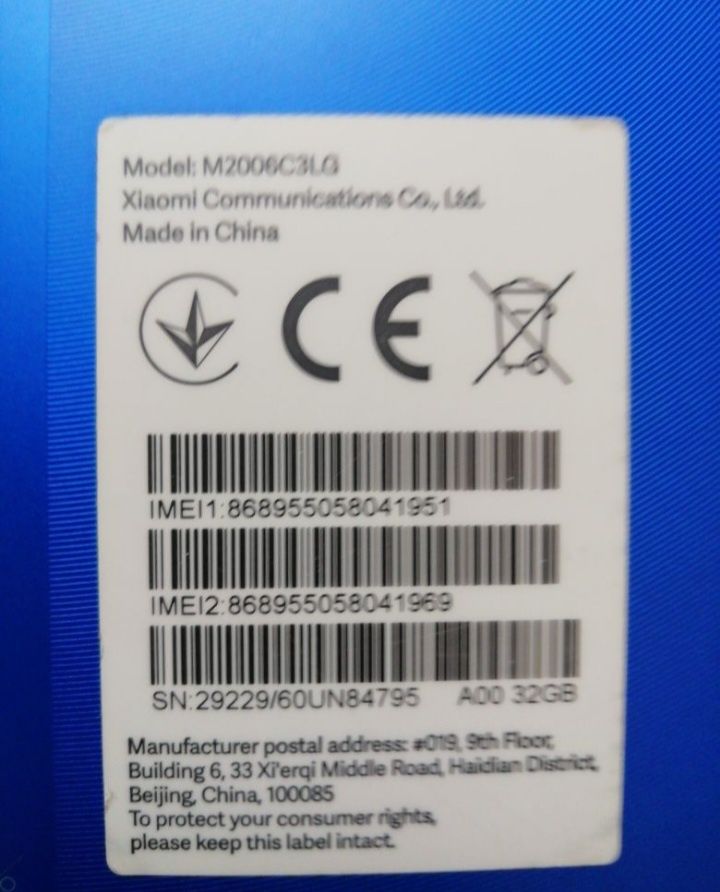 Model: M2006C3LG
Xiaomi Communications Co., Ltd.
Made in China
CE
IMEI1:868955058041951
IMEI2:868955058041969
SN:29229/60UN84795 A00 32GB
Manufacturer postal address: #019, 9th Floor,
Building 6, 33 Xi'erqi Middle Road, Haidian District,
Beijing, China, 100085
To protect your consumer rights,
please keep this label intact.